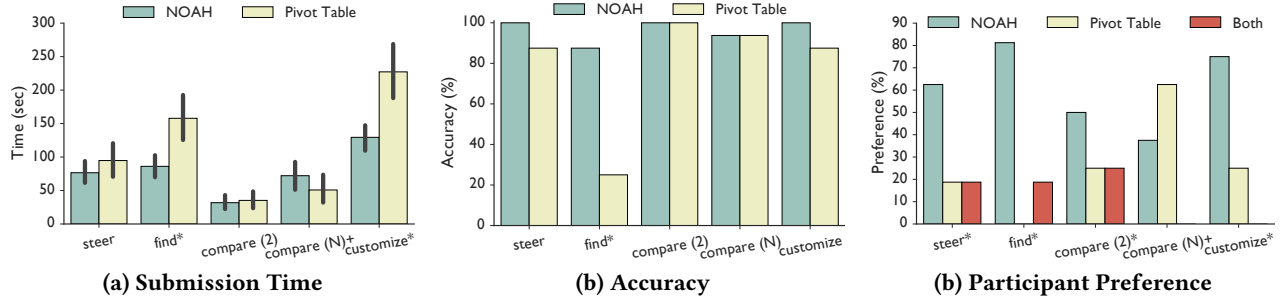 NOAH Pivot Table
Time (sec)
300
250
200
150
100
50
0
steer find* compare (2) compare (N)+ customize*
(a) Submission Time
NOAH Pivot Table
Accuracy (%)
100
80
60
40
20
0
steer find* compare (2) compare (N) customize
(b) Accuracy
NOAH Pivot Table Both
Preference (%)
90
80
70
60
50
40
30
20
10
0
steer* find* compare (2)* compare (N)+ customize*
(b) Participant Preference